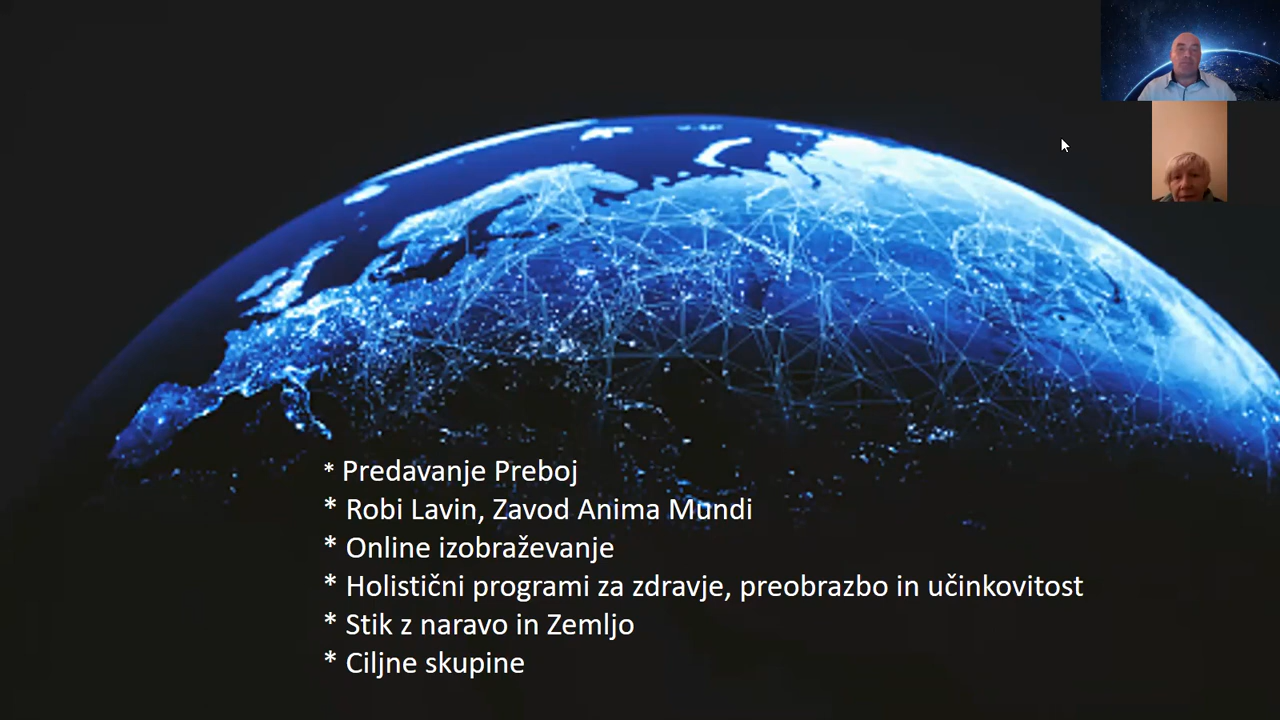 * Predavanje Preboj
* Robi Lavin, Zavod Anima Mundi
* Online izobraževanje
* Holistični programi za zdravje, preobrazbo in učinkovitost
* Stik z naravo in Zemljo
* Ciljne skupine